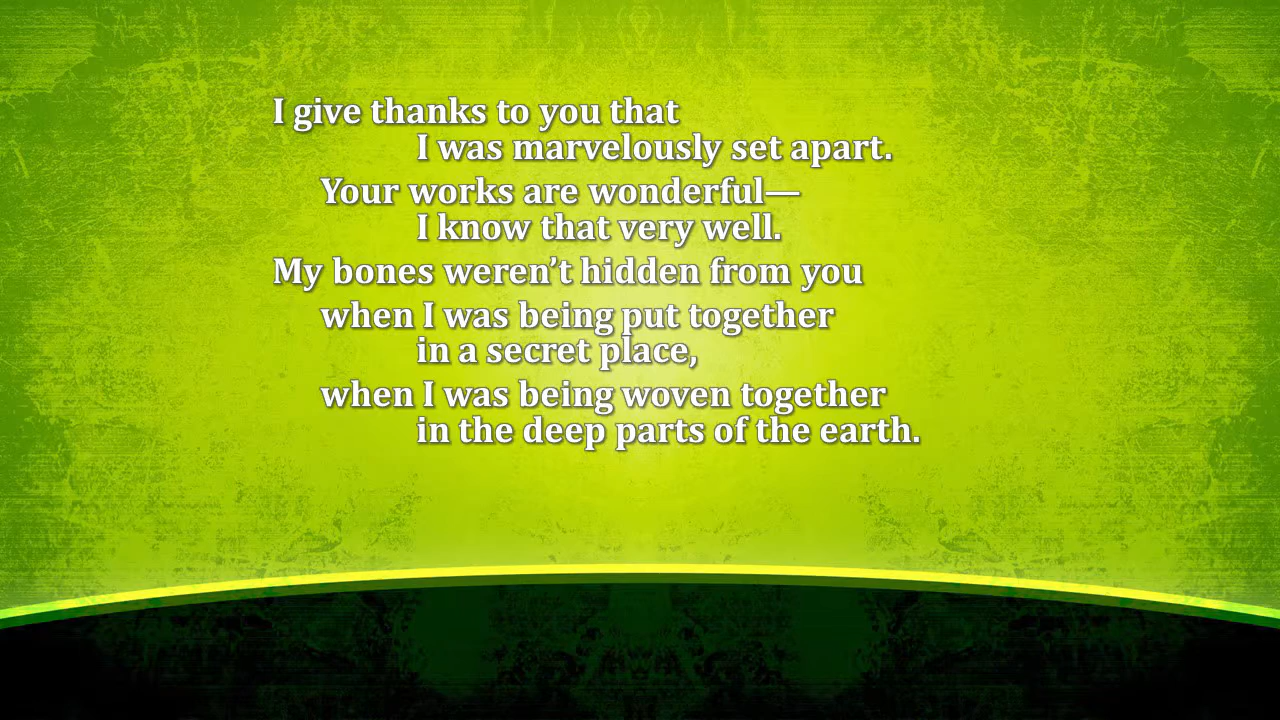 I give thanks to you that
I was marvelously set apart.
Your works are wonderful—
I know that very well.
My bones weren’t hidden from you
when I was being put together
in a secret place,
when I was being woven together
in the deep parts of the earth.